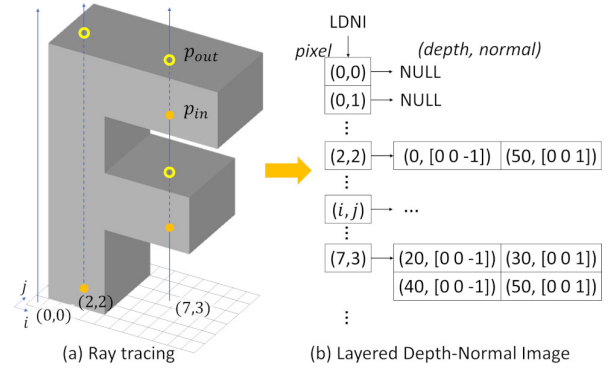 p_out
p_in
j
i
(0,0)
(2,2)
(7,3)
(a) Ray tracing
LDNI
pixel
(depth, normal)
(0,0) NULL
(0,1) NULL
⋮
(2,2) (0, [0 0 -1]) (50, [0 0 1])
⋮
(i,j) ...
⋮
(7,3) (20, [0 0 -1]) (30, [0 0 1])
(40, [0 0 -1]) (50, [0 0 1])
⋮
(b) Layered Depth-Normal Image